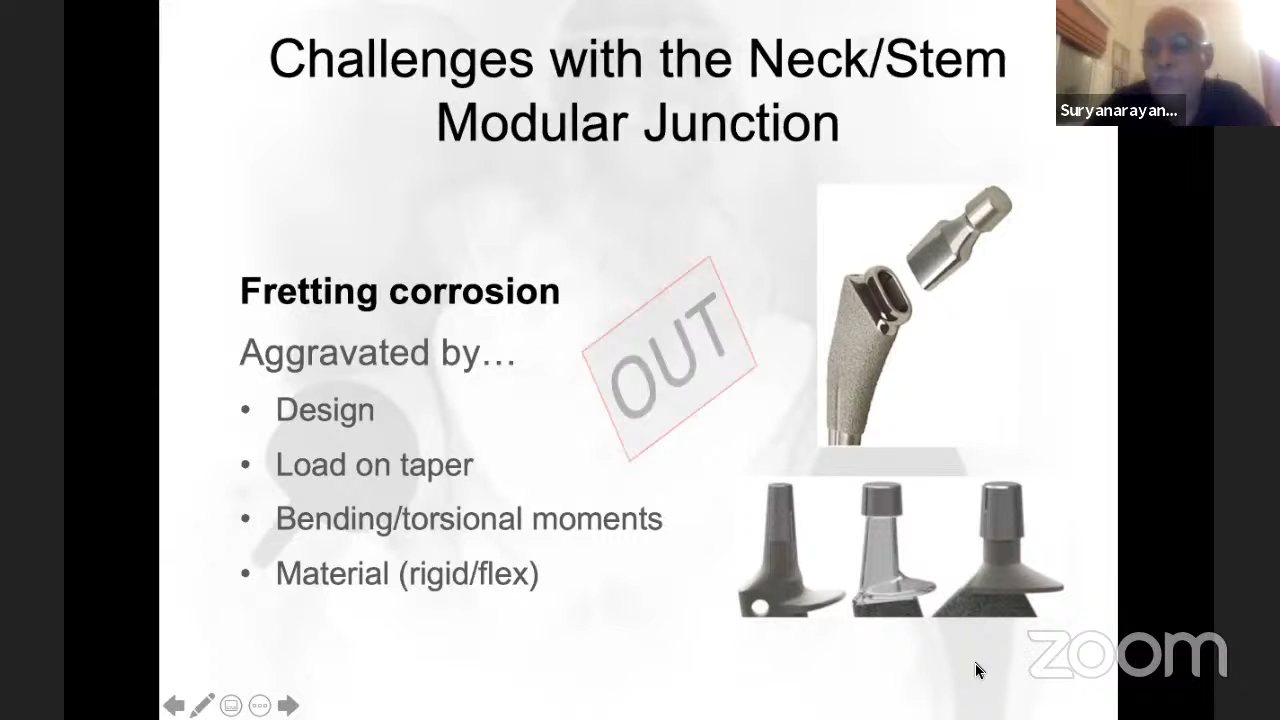 Challenges with the Neck/Stem
Modular Junction
Suryanarayan...
Fretting corrosion
Aggravated by...
• Design
• Load on taper
• Bending/torsional moments
• Material (rigid/flex)
OUT
zoom